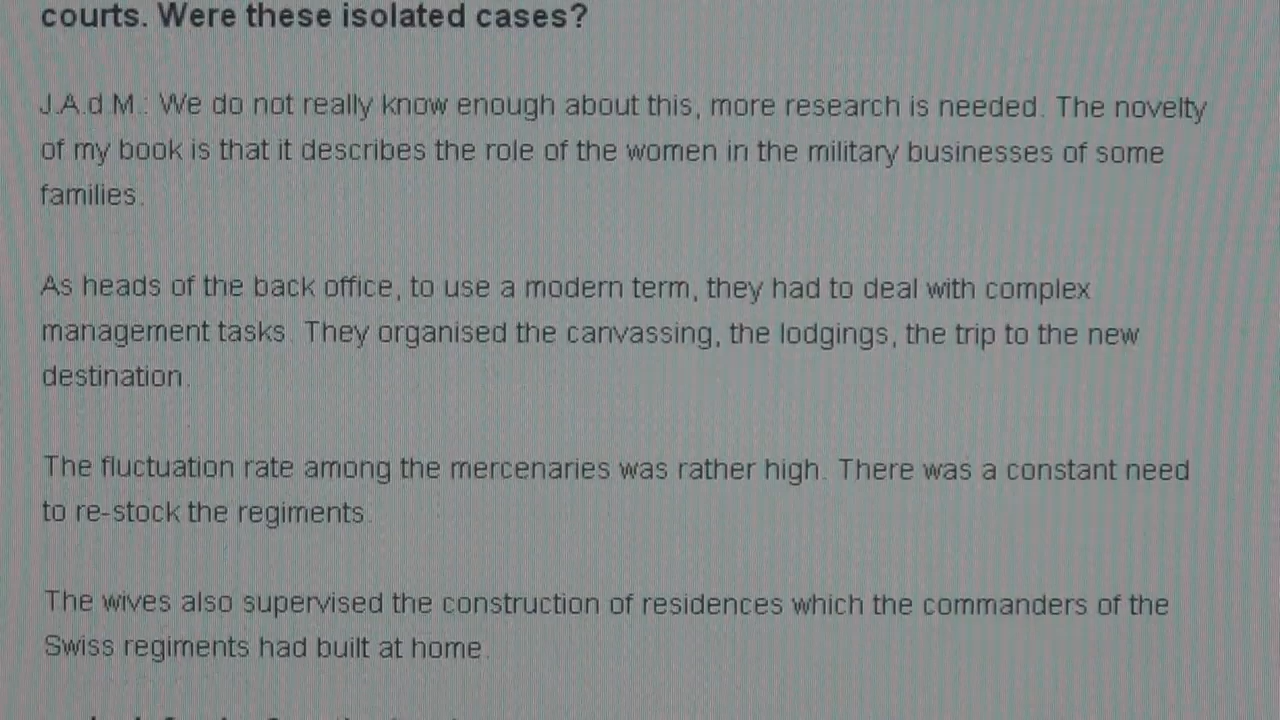 courts. Were these isolated cases?
J.A.d.M.: We do not really know enough about this, more research is needed. The novelty
of my book is that it describes the role of the women in the military businesses of some
families.
As heads of the back office, to use a modern term, they had to deal with complex
management tasks. They organised the canvassing, the lodgings, the trip to the new
destination.
The fluctuation rate among the mercenaries was rather high. There was a constant need
to re-stock the regiments.
The wives also supervised the construction of residences which the commanders of the
Swiss regiments had built at home.